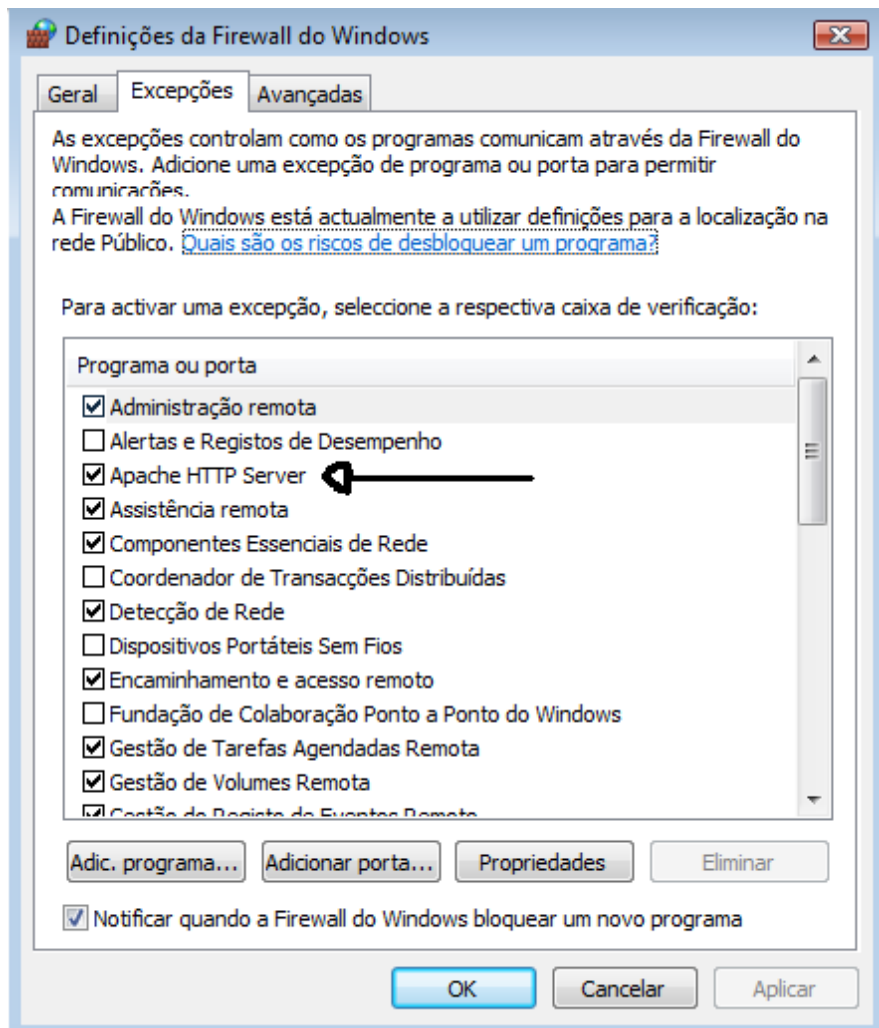 Definições da Firewall do Windows
Geral
Excepções
Avançadas
As excepções controlam como os programas comunicam através da Firewall do
Windows. Adicione uma excepção de programa ou porta para permitir
comunicações.
A Firewall do Windows está actualmente a utilizar definições para a localização na
rede Público. Quais são os riscos de desbloquear um programa?
Para activar uma excepção, seleccione a respectiva caixa de verificação:
Programa ou porta
Administração remota
Alertas e Registos de Desempenho
Apache HTTP Server
Assistência remota
Componentes Essenciais de Rede
Coordenador de Transacções Distribuídas
Detecção de Rede
Dispositivos Portáteis Sem Fios
Encaminhamento e acesso remoto
Fundação de Colaboração Ponto a Ponto do Windows
Gestão de Tarefas Agendadas Remota
Gestão de Volumes Remota
Gestão do Registo de Eventos Remoto
Adic. programa...
Adicionar porta...
Propriedades
Eliminar
Notificar quando a Firewall do Windows bloquear um novo programa
OK
Cancelar
Aplicar